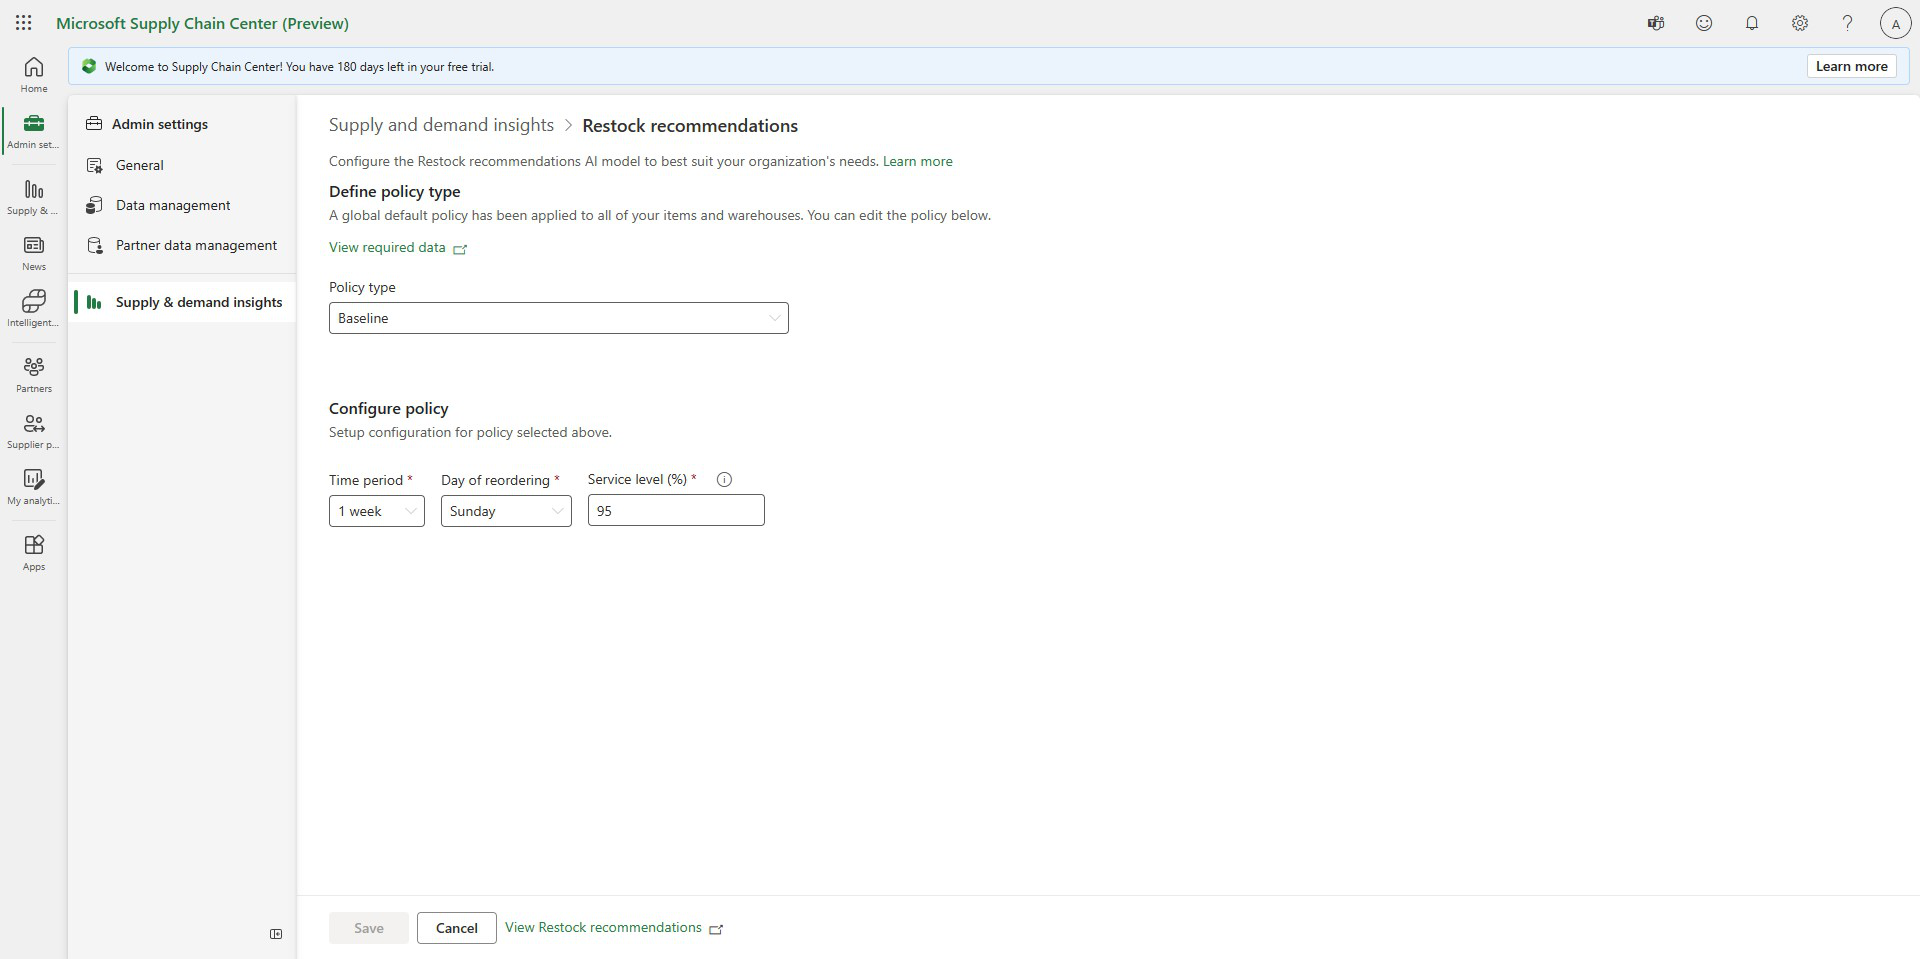 Microsoft Supply Chain Center (Preview)
A
Welcome to Supply Chain Center! You have 180 days left in your free trial.
Learn more
Home
Admin set...
Supply & ...
News
Intelligent...
Partners
Supplier p...
My analyti...
Apps
Admin settings
General
Data management
Partner data management
Supply & demand insights
Supply and demand insights > Restock recommendations
Configure the Restock recommendations AI model to best suit your organization's needs. Learn more
Define policy type
A global default policy has been applied to all of your items and warehouses. You can edit the policy below.
View required data
Policy type
Baseline
Configure policy
Setup configuration for policy selected above.
Time period * Day of reordering * Service level (%) *
1 week Sunday 95
Save Cancel View Restock recommendations